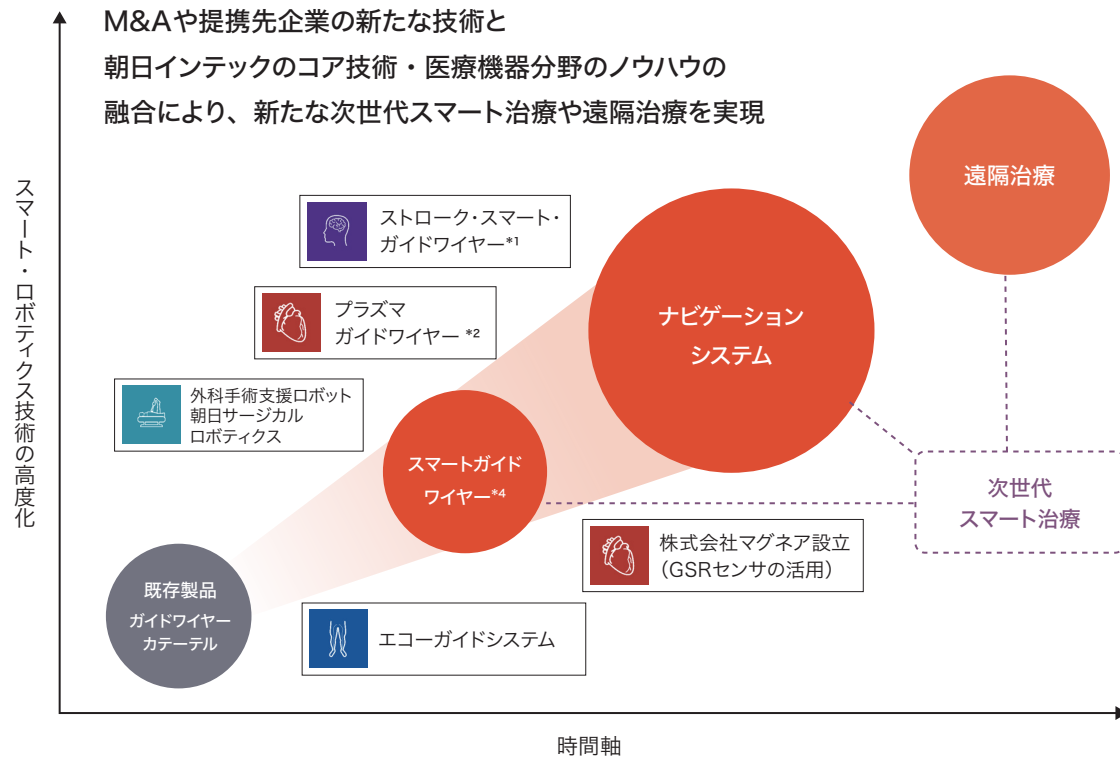 M&Aや提携先企業の新たな技術と
朝日インテックのコア技術・医療機器分野のノウハウの
融合により、新たな次世代スマート治療や遠隔治療を実現
スマート・ロボティクス技術の高度化
遠隔治療
ストローク・スマート・
ガイドワイヤー*1
プラズマ
ガイドワイヤー *2
ナビゲーション
システム
外科手術支援ロボット
朝日サージカル
ロボティクス
スマートガイド
ワイヤー*4
次世代
スマート治療
株式会社マグネア設立
（GSRセンサの活用）
既存製品
ガイドワイヤー
カテーテル
エコーガイドシステム
時間軸